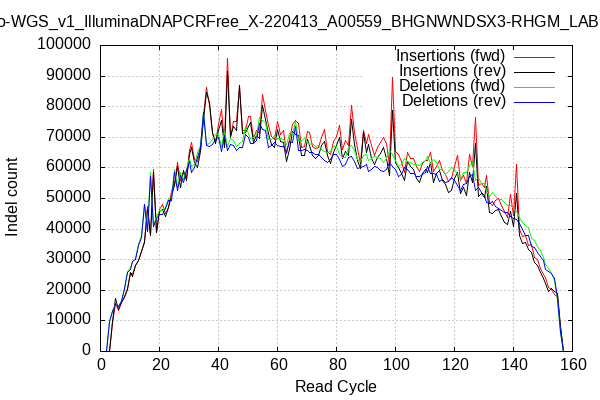 o-WGS_v1_IlluminaDNAPCRFree_X-220413_A00559_BHGNWNDSX3-RHGM_LAB
Insertions (fwd)
Insertions (rev)
Deletions (fwd)
Deletions (rev)
100000
90000
80000
70000
60000
50000
40000
30000
20000
10000
0
Indel count
0 20 40 60 80 100 120 140 160
Read Cycle